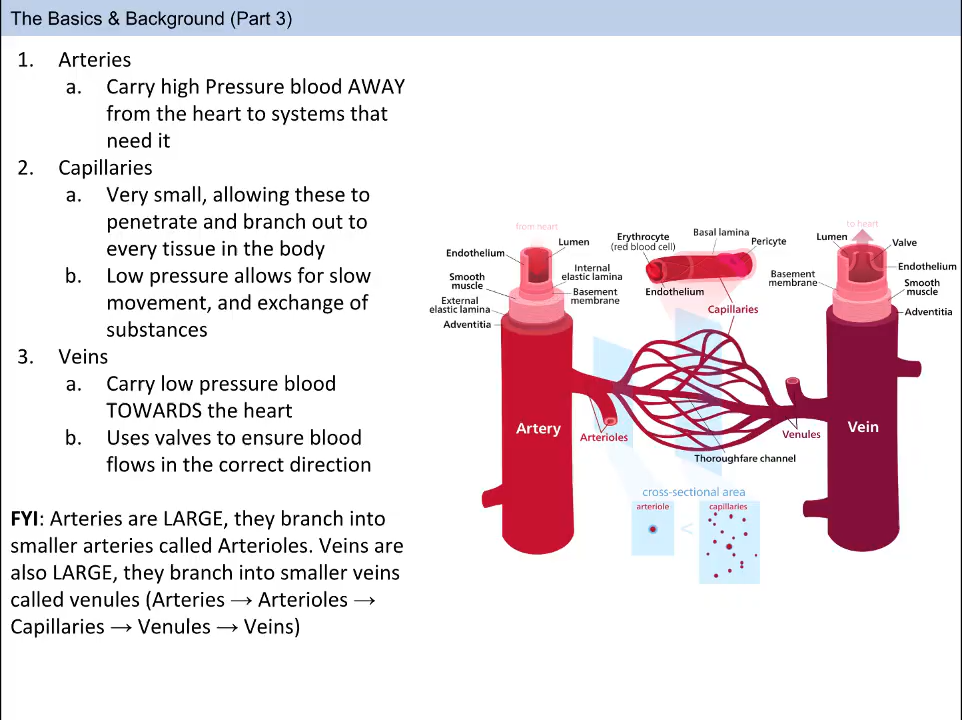 The Basics & Background (Part 3)
1. Arteries
a. Carry high Pressure blood AWAY
from the heart to systems that
need it
2. Capillaries
a. Very small, allowing these to
penetrate and branch out to
every tissue in the body
b. Low pressure allows for slow
movement, and exchange of
substances
3. Veins
a. Carry low pressure blood
TOWARDS the heart
b. Uses valves to ensure blood
flows in the correct direction
FYI: Arteries are LARGE, they branch into
smaller arteries called Arterioles. Veins are
also LARGE, they branch into smaller veins
called venules (Arteries → Arterioles →
Capillaries → Venules → Veins)
from heart
Lumen
Endothelium
Smooth
muscle
Internal
elastic lamina
External
elastic lamina
Basement
membrane
Adventitia
Erythrocyte
(red blood cell)
Basal lamina
Pericyte
Endothelium
Capillaries
to heart
Lumen
Valve
Endothelium
Basement
membrane
Smooth
muscle
Adventitia
Artery
Arterioles
Thoroughfare channel
Venules
Vein
cross-sectional area
arteriole
<
capillaries